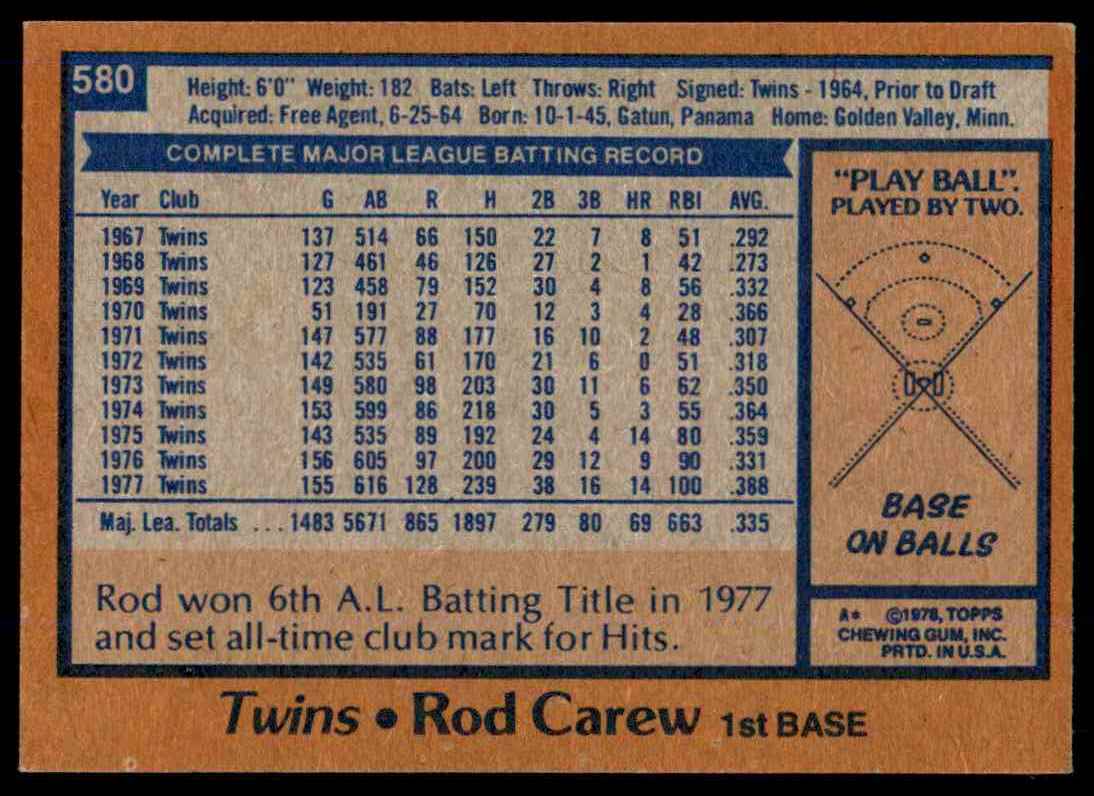 580
Height: 6'0" Weight: 182 Bats: Left Throws: Right Signed: Twins - 1964, Prior to Draft
Acquired: Free Agent, 6-25-64 Born: 10-1-45, Gatun, Panama Home: Golden Valley, Minn.
COMPLETE MAJOR LEAGUE BATTING RECORD
Year Club G AB R H 2B 3B HR RBI AVG.
1967 Twins 137 514 66 150 22 7 8 51 .292
1968 Twins 127 461 46 126 27 2 1 42 .273
1969 Twins 123 458 79 152 30 4 8 56 .332
1970 Twins 51 191 27 70 12 3 4 28 .366
1971 Twins 147 577 88 177 16 10 2 48 .307
1972 Twins 142 535 61 170 21 6 0 51 .318
1973 Twins 149 580 98 203 30 11 6 62 .350
1974 Twins 153 599 86 218 30 5 3 55 .364
1975 Twins 143 535 89 192 24 4 14 80 .359
1976 Twins 156 605 97 200 29 12 9 90 .331
1977 Twins 155 616 128 239 38 16 14 100 .388
Maj. Lea. Totals ... 1483 5671 865 1897 279 80 69 663 .335
Rod won 6th A.L. Batting Title in 1977
and set all-time club mark for Hits.
"PLAY BALL".
PLAYED BY TWO.
BASE
ON BALLS
A* ©1978, TOPPS
CHEWING GUM, INC.
PRTD. IN U.S.A.
Twins • Rod Carew 1st BASE